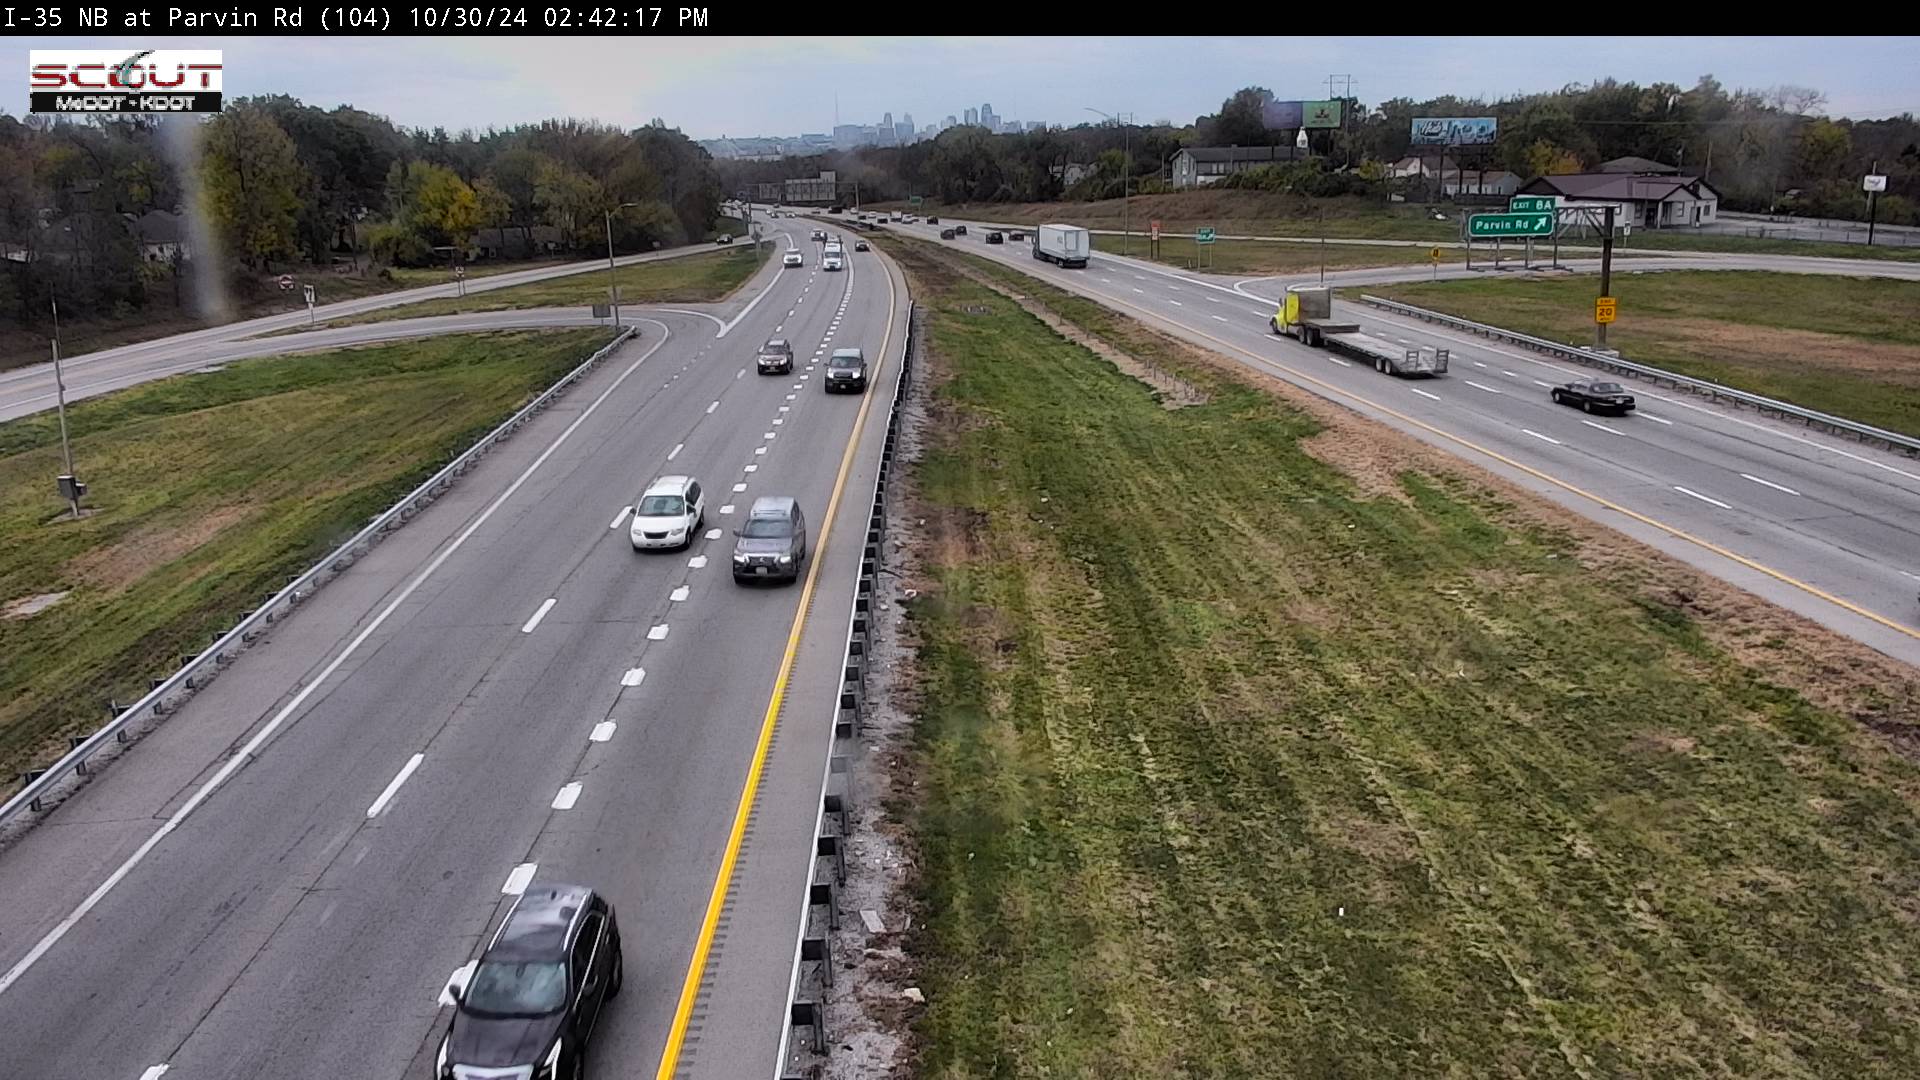 I-35 NB at Parvin Rd (104) 10/30/24 02:42:17 PM
SCOUT
MoDOT - KDOT
EXIT 8A
Parvin Rd
20